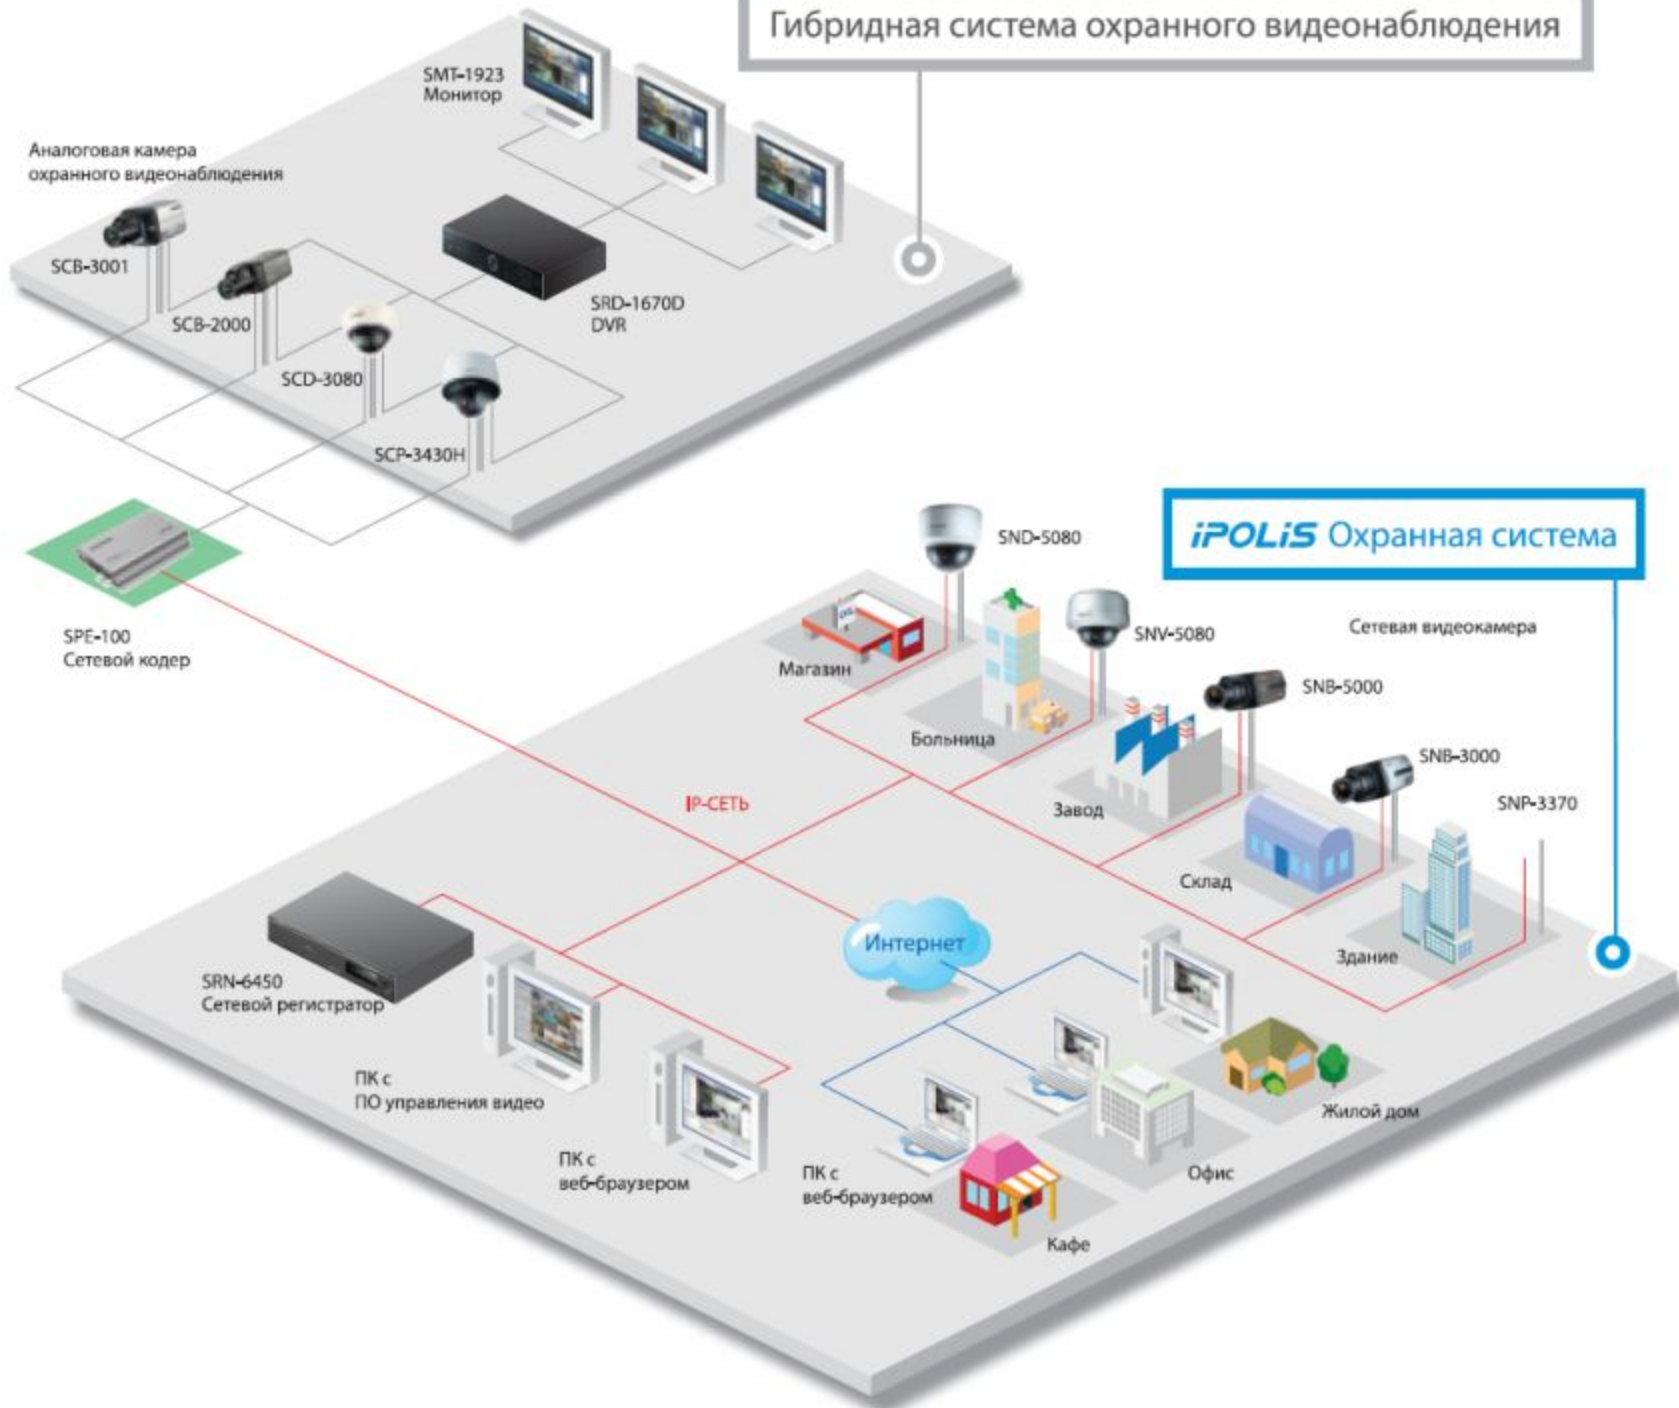 Гибридная система охранного видеонаблюдения
SMT-1923
Монитор
Аналоговая камера
охранного видеонаблюдения
SCB-3001
SCB-2000
SCD-3080
SCP-3430H
SRD-1670D
DVR
SPE-100
Сетевой кодер
iPOLiS Охранная система
Сетевая видеокамера
SND-5080
SNV-5080
SNB-5000
SNB-3000
SNP-3370
Магазин
Больница
Завод
Склад
Здание
IP-СЕТЬ
Интернет
SRN-6450
Сетевой регистратор
ПК с
ПО управления видео
ПК с
веб-браузером
ПК с
веб-браузером
Кафе
Офис
Жилой дом